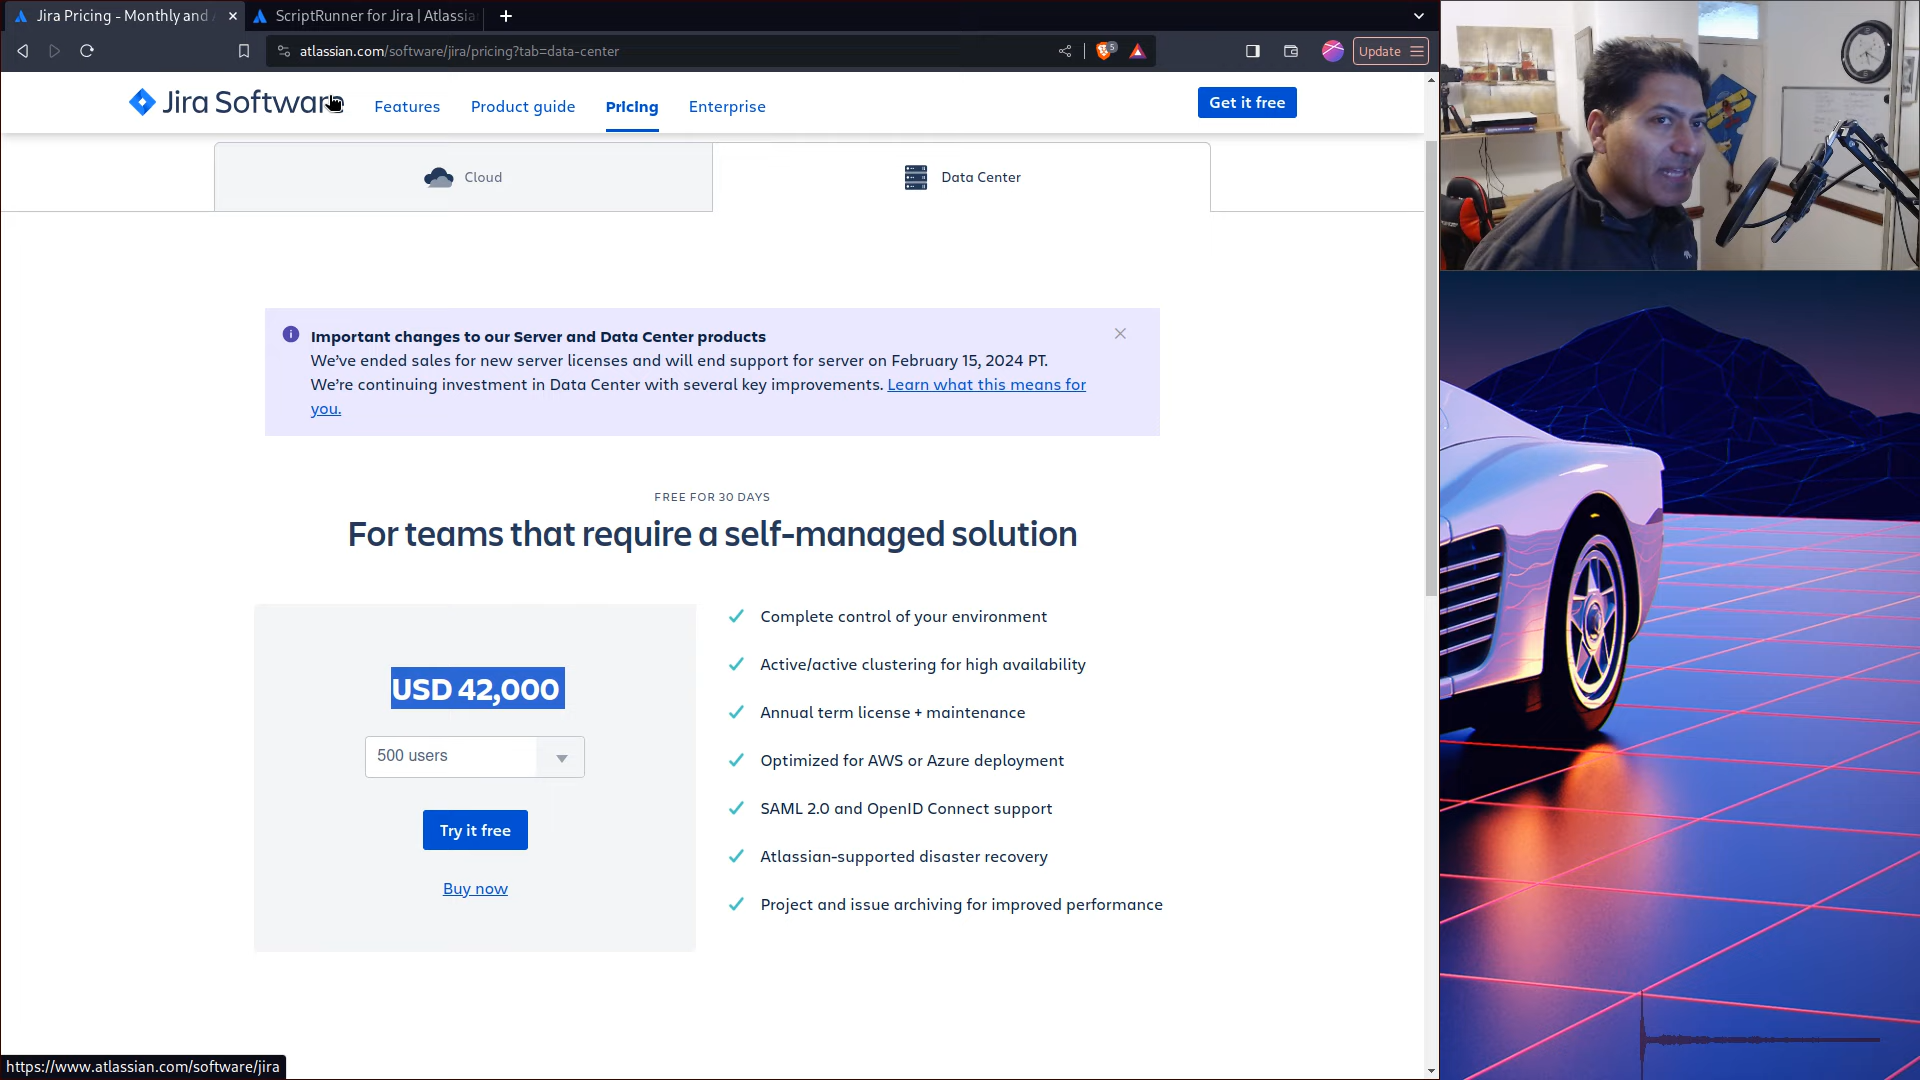 Jira Pricing - Monthly and
ScriptRunner for Jira | Atlassia
atlassian.com/software/jira/pricing?tab=data-center
5
Update
Jira Software
Features
Product guide
Pricing
Enterprise
Get it free
Cloud
Data Center
Important changes to our Server and Data Center products
We've ended sales for new server licenses and will end support for server on February 15, 2024 PT.
We're continuing investment in Data Center with several key improvements. Learn what this means for
you.
FREE FOR 30 DAYS
For teams that require a self-managed solution
USD 42,000
500 users
Try it free
Buy now
Complete control of your environment
Active/active clustering for high availability
Annual term license + maintenance
Optimized for AWS or Azure deployment
SAML 2.0 and OpenID Connect support
Atlassian-supported disaster recovery
Project and issue archiving for improved performance
https://www.atlassian.com/software/jira